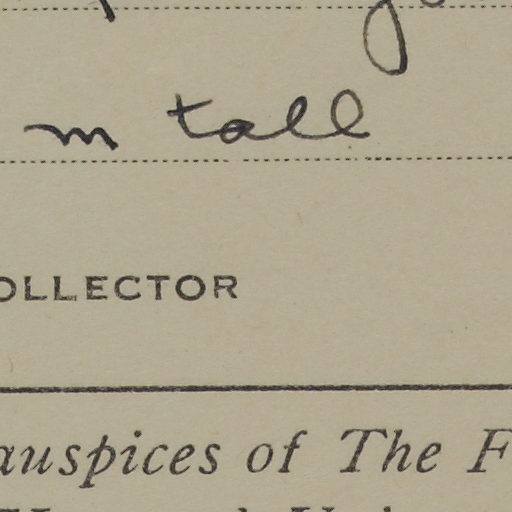 m tall
OLLECTOR
auspices of The F